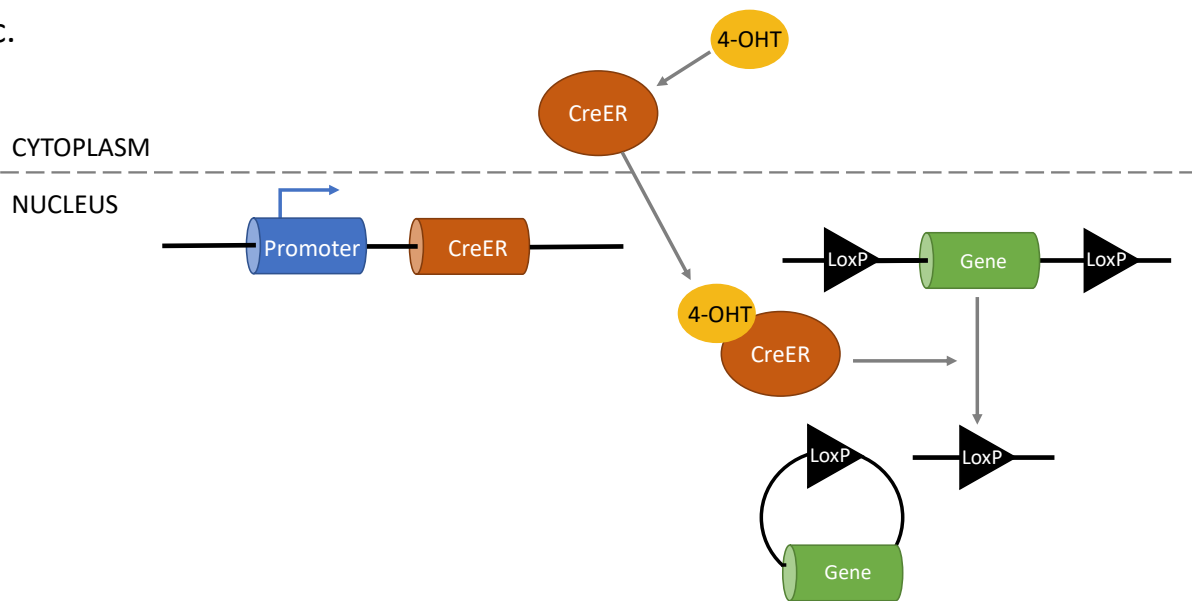 c.
4-OHT
CreER
CYTOPLASM
NUCLEUS
Promoter
CreER
LoxP
Gene
LoxP
4-OHT
CreER
LoxP
LoxP
Gene